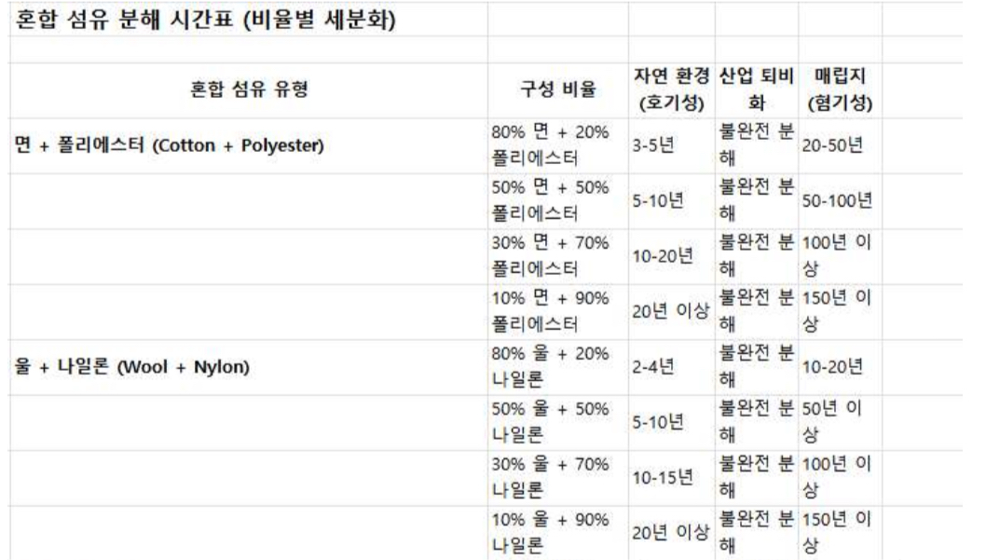 혼합 섬유 분해 시간표 (비율별 세분화)
혼합 섬유 유형 구성 비율 자연 환경 (호기성) 산업 퇴비화 매립지 (혐기성)
면 + 폴리에스터 (Cotton + Polyester) 80% 면 + 20% 폴리에스터 3-5년 불완전 분해 20-50년
50% 면 + 50% 폴리에스터 5-10년 불완전 분해 50-100년
30% 면 + 70% 폴리에스터 10-20년 불완전 분해 100년 이상
10% 면 + 90% 폴리에스터 20년 이상 불완전 분해 150년 이상
울 + 나일론 (Wool + Nylon) 80% 울 + 20% 나일론 2-4년 불완전 분해 10-20년
50% 울 + 50% 나일론 5-10년 불완전 분해 50년 이상
30% 울 + 70% 나일론 10-15년 불완전 분해 100년 이상
10% 울 + 90% 나일론 20년 이상 불완전 분해 150년 이상